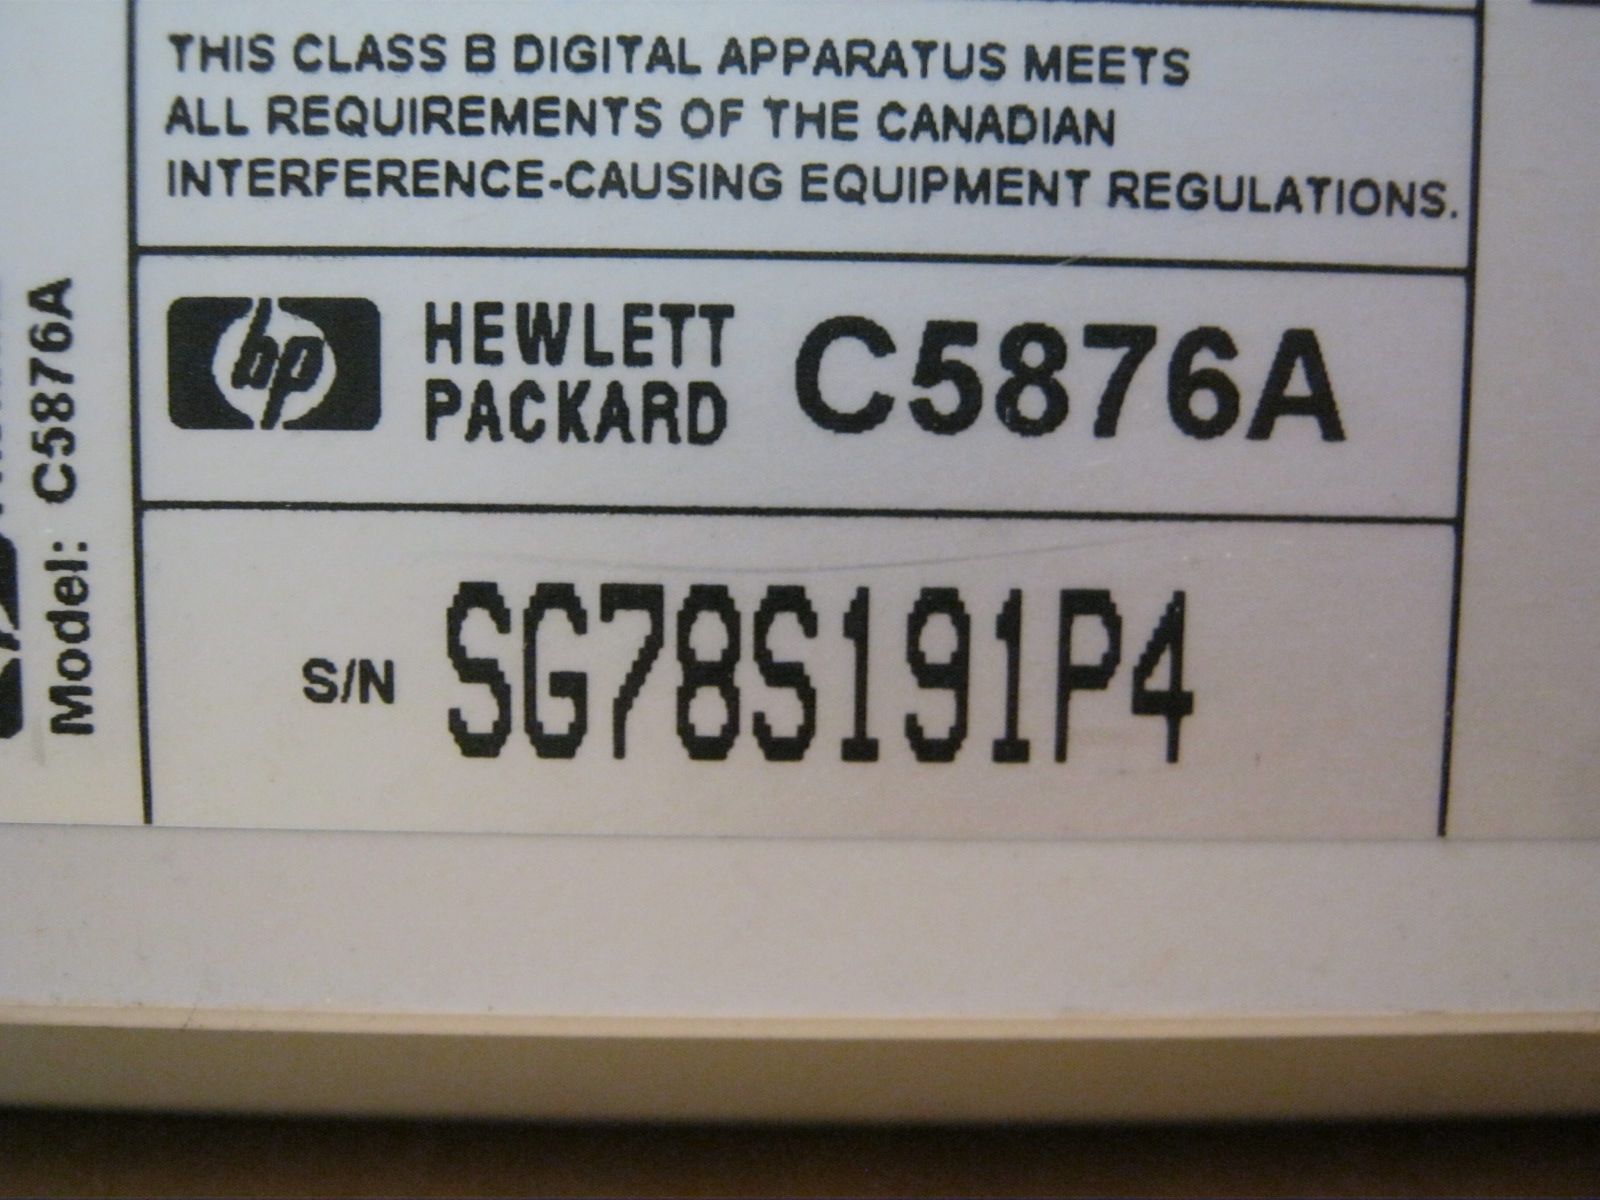 THIS CLASS B DIGITAL APPARATUS MEETS
ALL REQUIREMENTS OF THE CANADIAN
INTERFERENCE-CAUSING EQUIPMENT REGULATIONS.
hp
HEWLETT
PACKARD
C5876A
S/N SG78S191P4
Model: C5876A